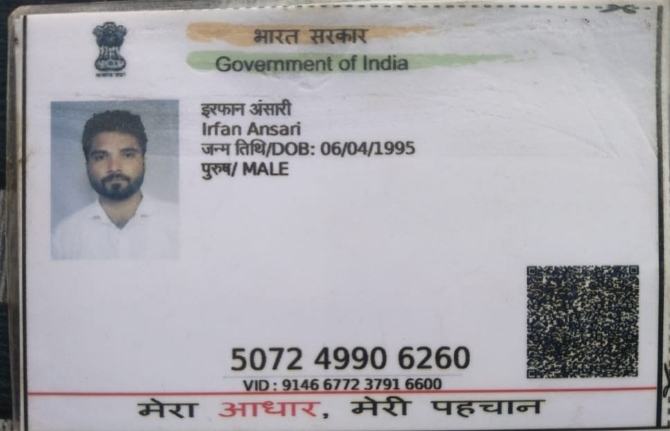 भारत सरकार
Government of India
इरफान अंसारी
Irfan Ansari
जन्म तिथि/DOB: 06/04/1995
पुरुष/ MALE
5072 4990 6260
VID : 9146 6772 3791 6600
मेरा आधार, मेरी पहचान